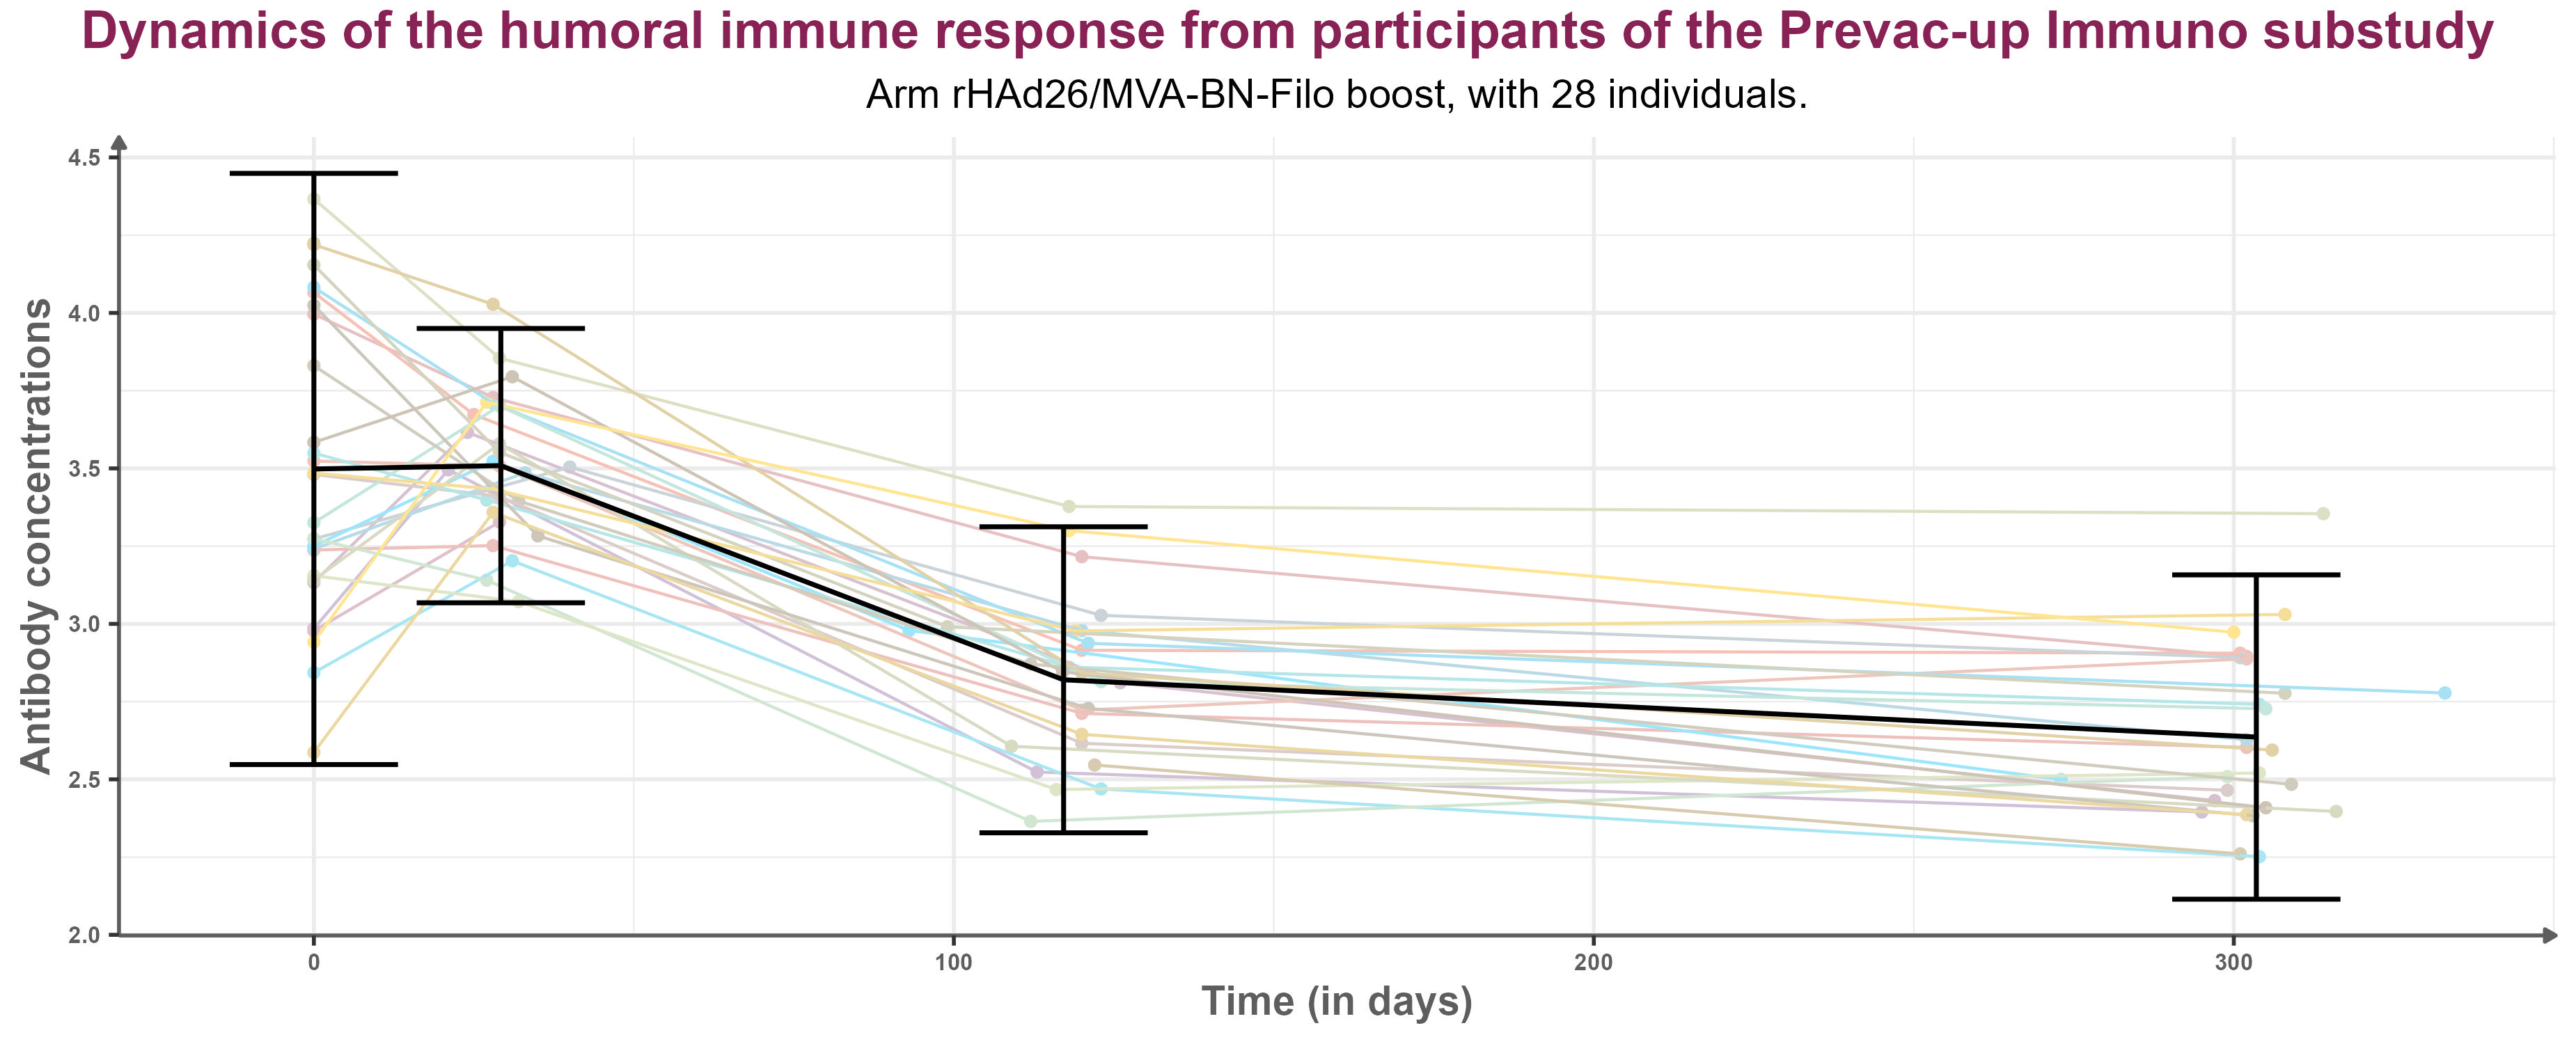 Dynamics of the humoral immune response from participants of the Prevac-up Immuno substudy
Arm rHAd26/MVA-BN-Filo boost, with 28 individuals.
Antibody concentrations
4.5
4.0
3.5
3.0
2.5
2.0
0 100 200 300
Time (in days)